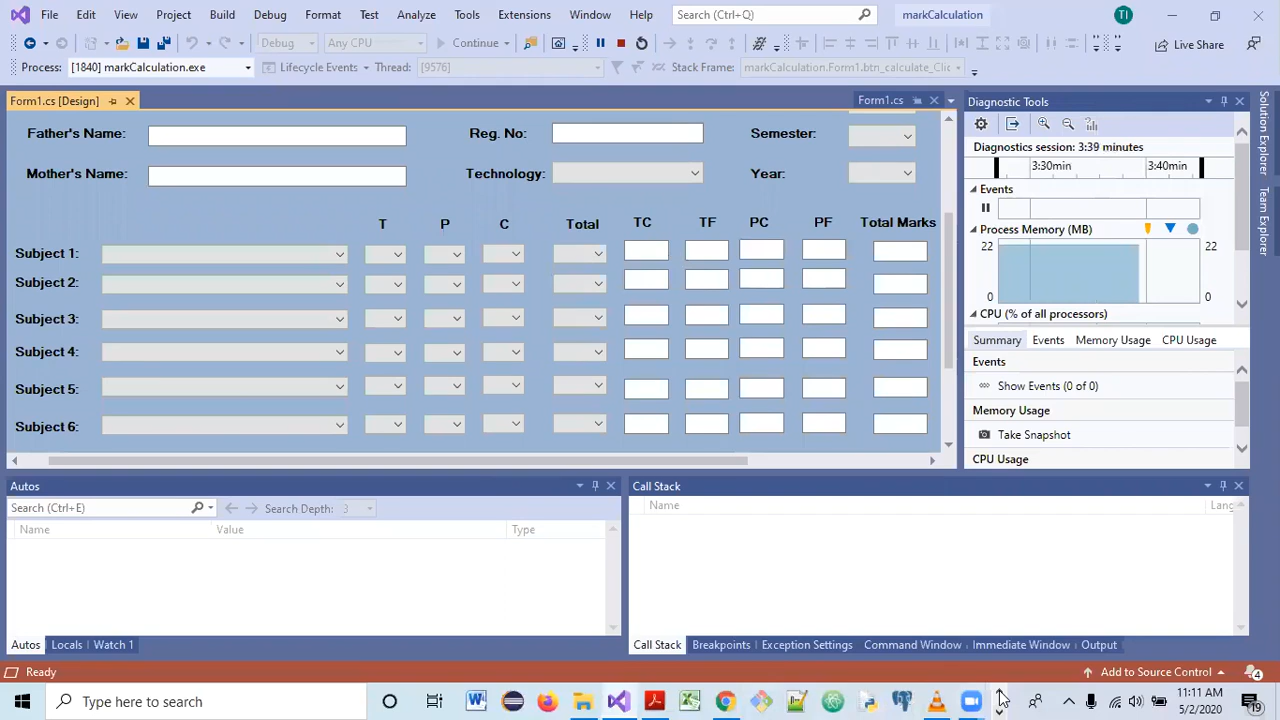 File Edit View Project Build Debug Format Test Analyze Tools Extensions Window Help Search (Ctrl+Q) markCalculation TI
Debug Any CPU Continue Live Share
Process: [1840] markCalculation.exe Lifecycle Events Thread: [9576] Stack Frame: markCalculation.Form1.btn_calculate_Clic
Form1.cs [Design] Form1.cs Diagnostic Tools
Father's Name: Reg. No: Semester:
Mother's Name: Technology: Year:
T P C Total TC TF PC PF Total Marks
Subject 1:
Subject 2:
Subject 3:
Subject 4:
Subject 5:
Subject 6:
Diagnostics session: 3:39 minutes
3:30min 3:40min
Events
Process Memory (MB)
22 22
0 0
CPU (% of all processors)
Summary Events Memory Usage CPU Usage
Events
Show Events (0 of 0)
Memory Usage
Take Snapshot
CPU Usage
Solution Explorer
Team Explorer
Autos
Search (Ctrl+E) Search Depth: 3
Name Value Type
Autos Locals Watch 1
Call Stack
Name Lang
Call Stack Breakpoints Exception Settings Command Window Immediate Window Output
Ready Add to Source Control 4
Type here to search 11:11 AM
5/2/2020 19